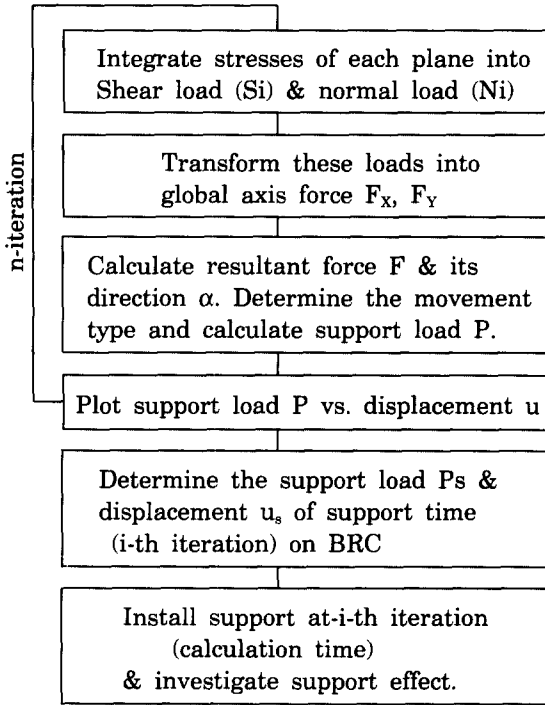 Integrate stresses of each plane into
Shear load (Si) & normal load (Ni)
Transform these loads into
global axis force F_X, F_Y
n-iteration
Calculate resultant force F & its
direction α. Determine the movement
type and calculate support load P.
Plot support load P vs. displacement u
Determine the support load Ps &
displacement u_s of support time
(i-th iteration) on BRC
Install support at-i-th iteration
(calculation time)
& investigate support effect.